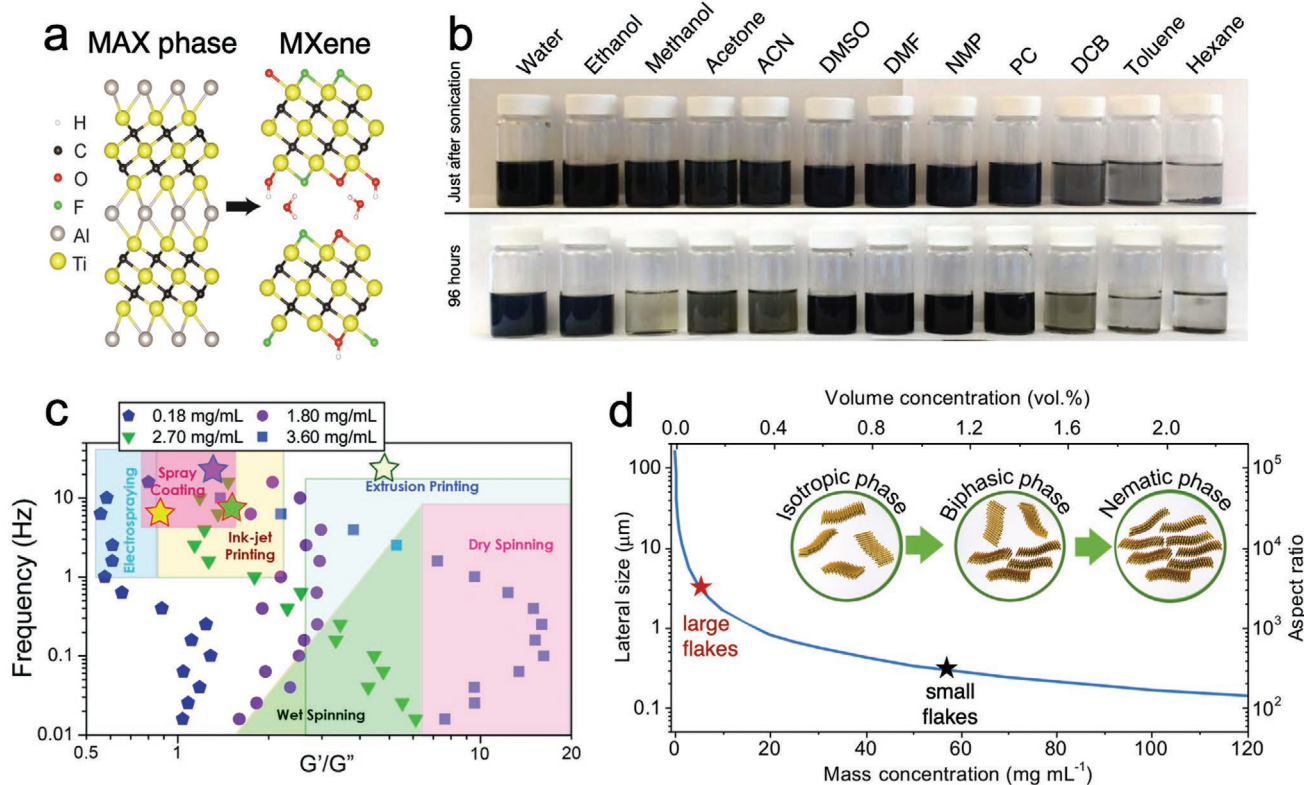 a
MAX phase
MXene
H
C
O
F
Al
Ti
b
Water
Ethanol
Methanol
Acetone
ACN
DMSO
DMF
NMP
PC
DCB
Toluene
Hexane
Just after sonication
96 hours
c
0.18 mg/mL
1.80 mg/mL
2.70 mg/mL
3.60 mg/mL
Frequency (Hz)
10
1
0.1
0.01
Electrospraying
Spray
Coating
Ink-jet
Printing
Extrusion Printing
Dry Spinning
Wet Spinning
0.5
1
10
20
G'/G"
d
Volume concentration (vol.%)
0.0
0.4
0.8
1.2
1.6
2.0
Lateral size (µm)
100
10
1
0.1
Isotropic phase
Biphasic phase
Nematic phase
large
flakes
small
flakes
10⁵
10⁴
10³
10²
Aspect ratio
0
20
40
60
80
100
120
Mass concentration (mg mL⁻¹)